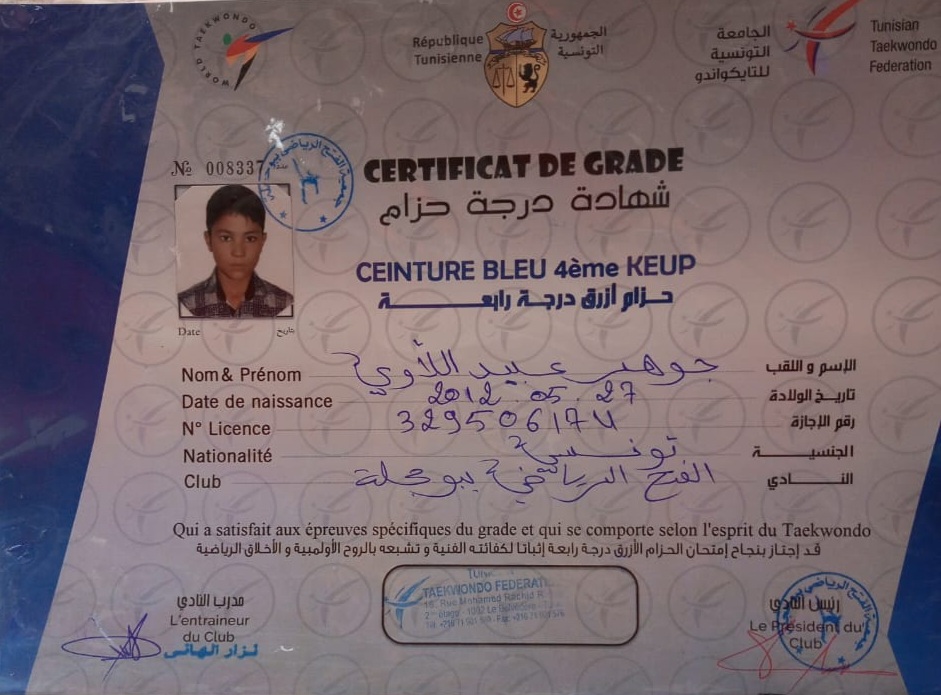 WORLD TAEKWONDO
République
Tunisienne
الجمهورية
التونسية
الجامعة
التونسية
للتايكواندو
Tunisian
Taekwondo
Federation
№ 008337
CERTIFICAT DE GRADE
شهادة درجة حزام
CEINTURE BLEU 4ème KEUP
حزام أزرق درجة رابعة
Date تاريخ
Nom & Prénom جوهر عبيد اللاوي الإسم و اللقب
Date de naissance 2012.05.27 تاريخ الولادة
N° Licence رقم الإجازة
Nationalité تونسي الجنسية
Club الفتح الرياضي ببوحجلة النادي
Qui a satisfait aux épreuves spécifiques du grade et qui se comporte selon l'esprit du Taekwondo
قد إجتاز بنجاح إمتحان الحزام الأزرق درجة رابعة إثباتا لكفائته الفنية و تشبعه بالروح الأولمبية و الأخلاق الرياضية
مدرب النادي
L'entraineur
du Club
نزار الهاني
TAEKWONDO FEDERATI
رئيس النادي
Le Président du
Club